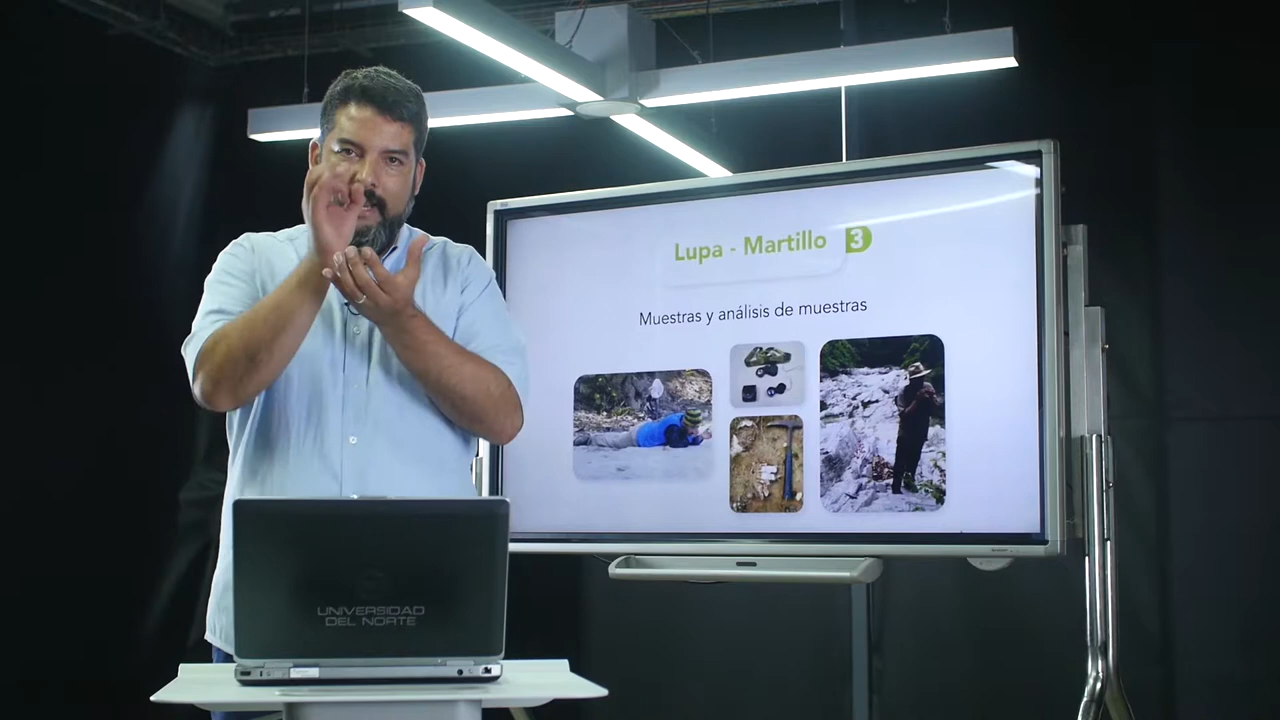 Lupa - Martillo 3
Muestras y análisis de muestras
UNIVERSIDAD
DEL NORTE